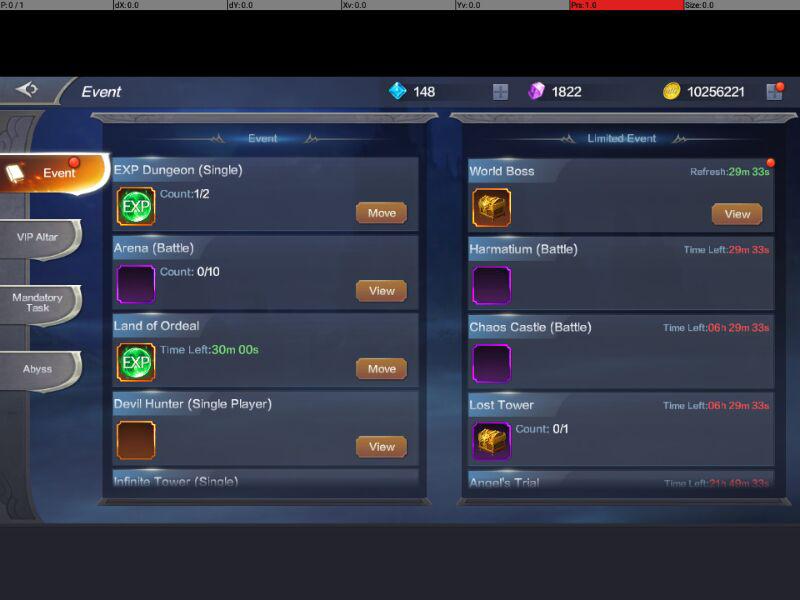 P: 0 / 1
dX: 0.0
dY: 0.0
Xv: 0.0
Yv: 0.0
Prs: 1.0
Size: 0.0
Event
148
1822
10256221
Event
VIP Altar
Mandatory
Task
Abyss
Event
EXP Dungeon (Single)
EXP
Count:1/2
Move
Arena (Battle)
Count: 0/10
View
Land of Ordeal
EXP
Time Left:30m 00s
Move
Devil Hunter (Single Player)
View
Infinite Tower (Single)
Limited Event
World Boss
Refresh:29m 33s
View
Harmatium (Battle)
Time Left:29m 33s
Chaos Castle (Battle)
Time Left:06h 29m 33s
Lost Tower
Time Left:06h 29m 33s
Count: 0/1
Angel's Trial
Time Left:21h 49m 33s